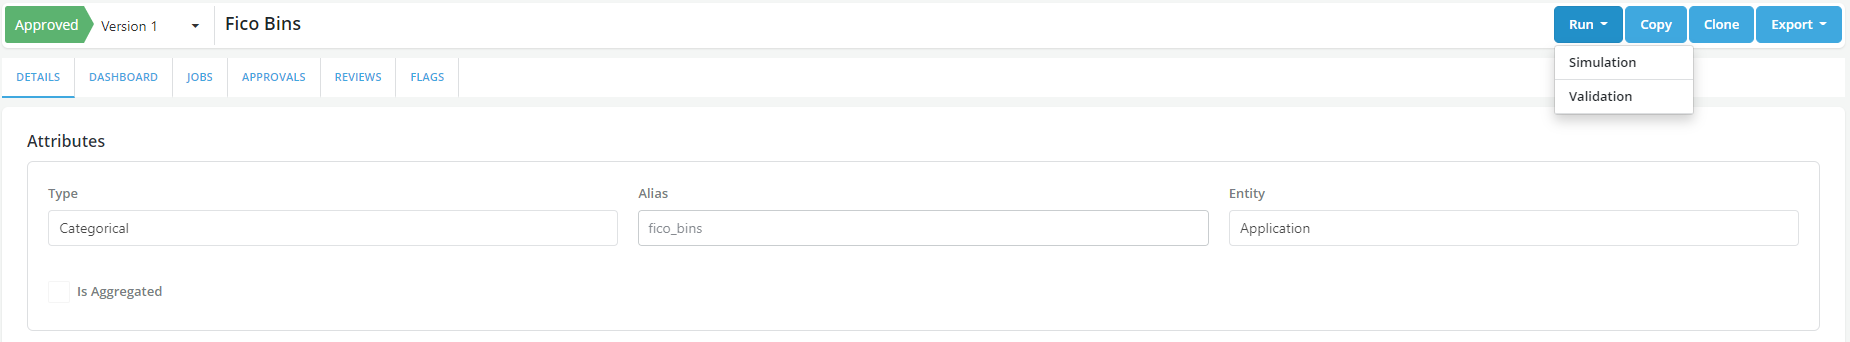 Approved Version 1 Fico Bins Run Copy Clone Export
Simulation
Validation
DETAILS DASHBOARD JOBS APPROVALS REVIEWS FLAGS
Attributes
Type Alias Entity
Categorical fico_bins Application
Is Aggregated